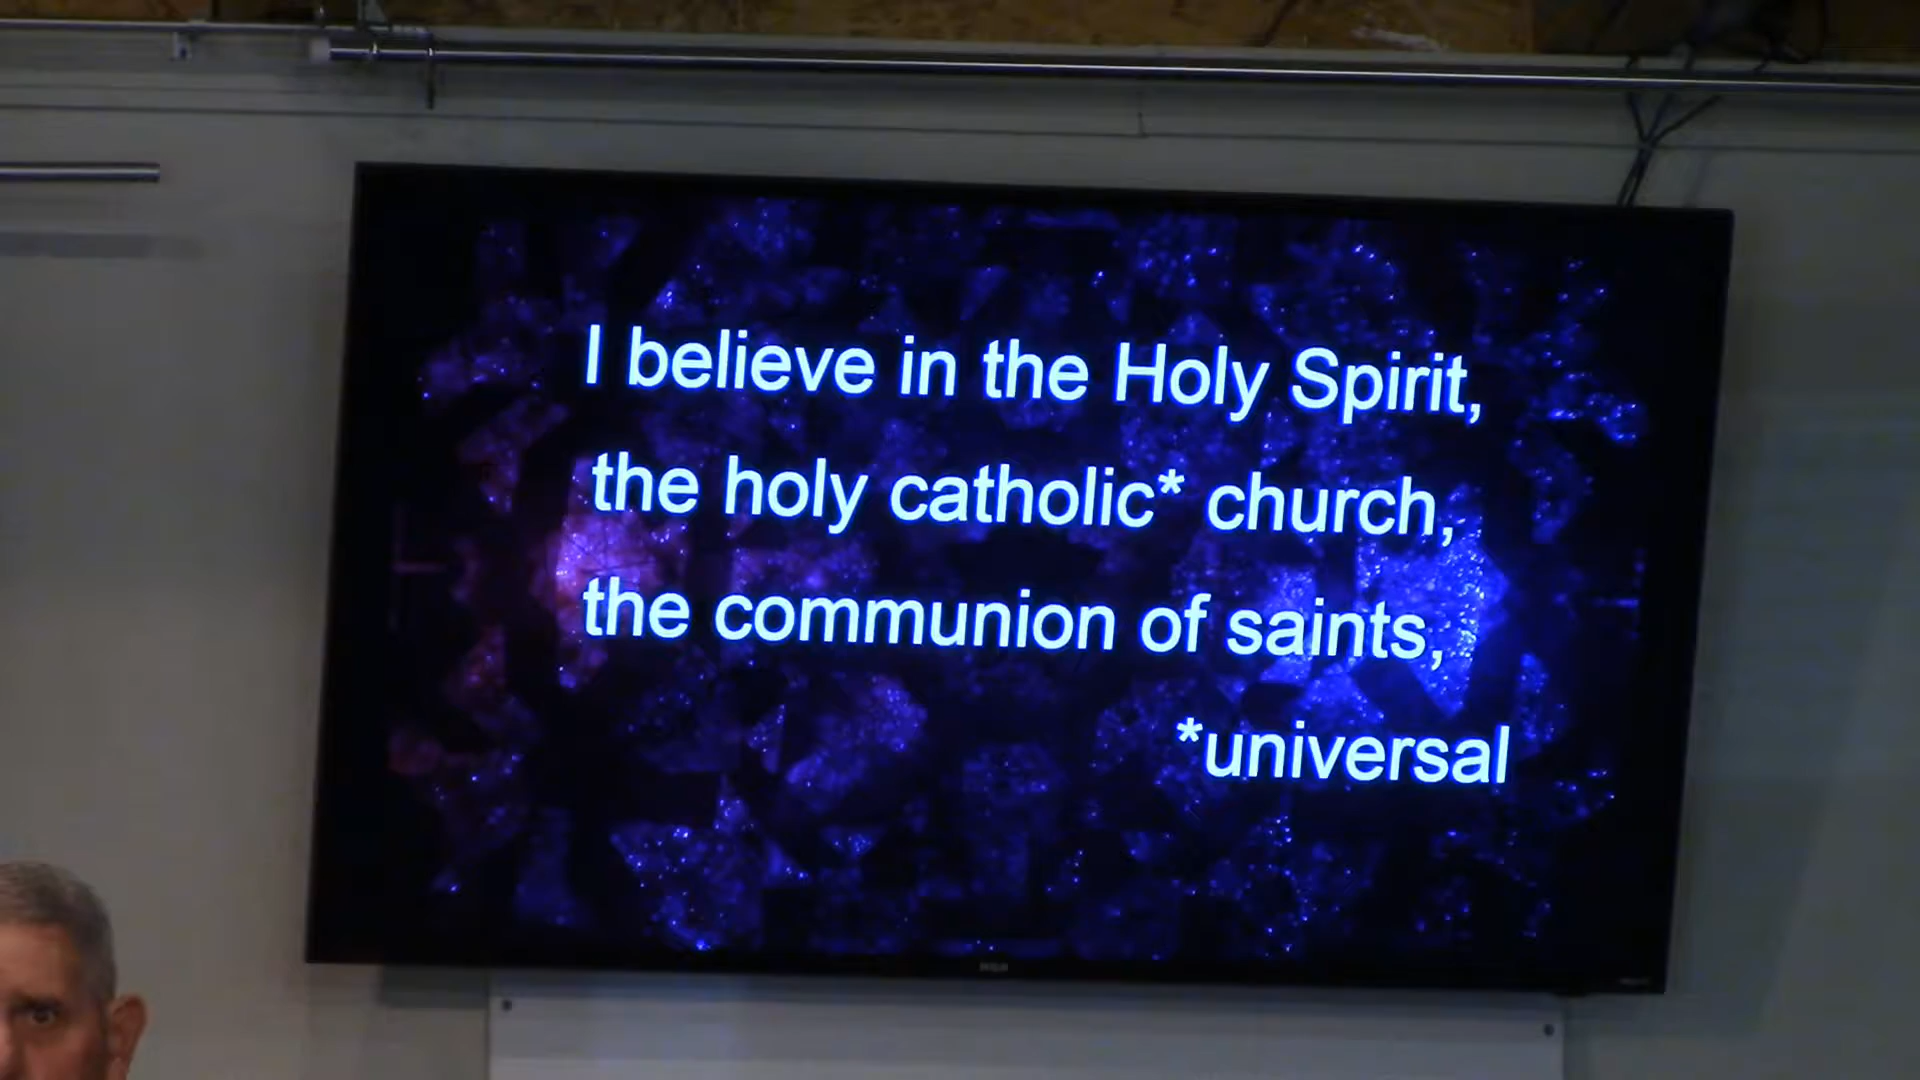 I believe in the Holy Spirit,
the holy catholic* church,
the communion of saints,
*universal